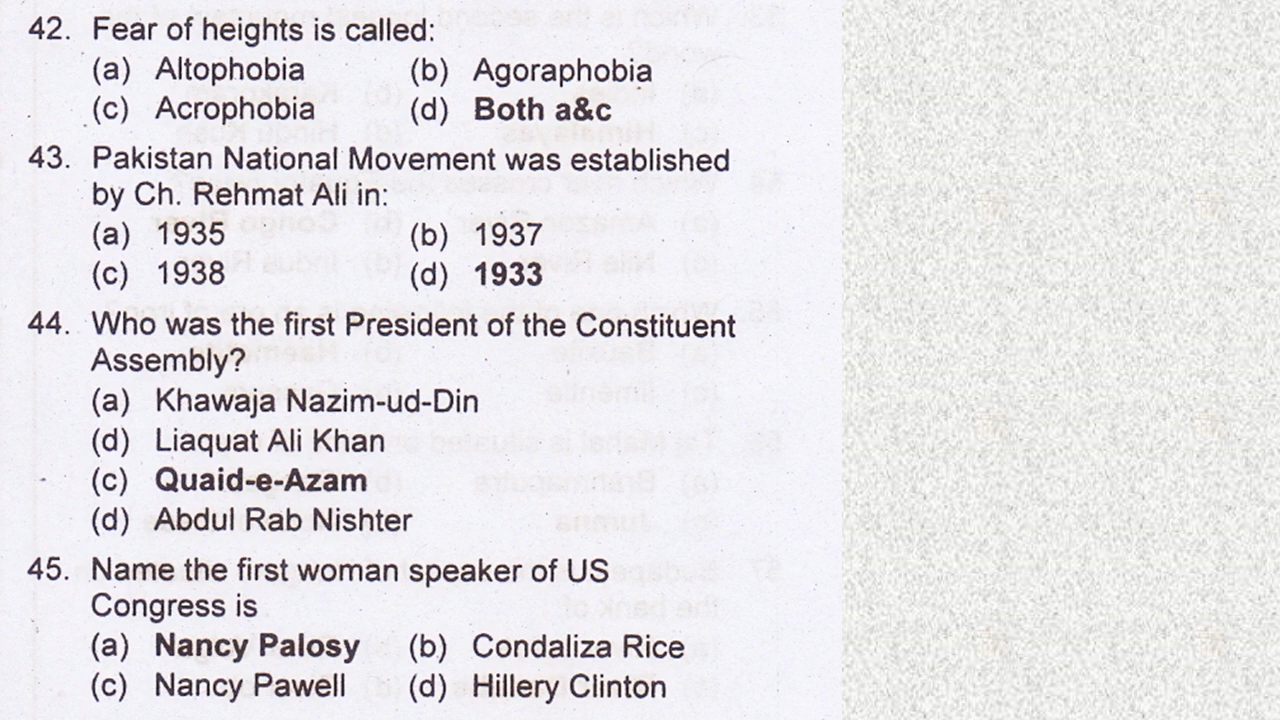 42. Fear of heights is called:
(a) Altophobia (b) Agoraphobia
(c) Acrophobia (d) Both a&c
43. Pakistan National Movement was established
by Ch. Rehmat Ali in:
(a) 1935 (b) 1937
(c) 1938 (d) 1933
44. Who was the first President of the Constituent
Assembly?
(a) Khawaja Nazim-ud-Din
(d) Liaquat Ali Khan
(c) Quaid-e-Azam
(d) Abdul Rab Nishter
45. Name the first woman speaker of US
Congress is
(a) Nancy Palosy (b) Condaliza Rice
(c) Nancy Pawell (d) Hillery Clinton